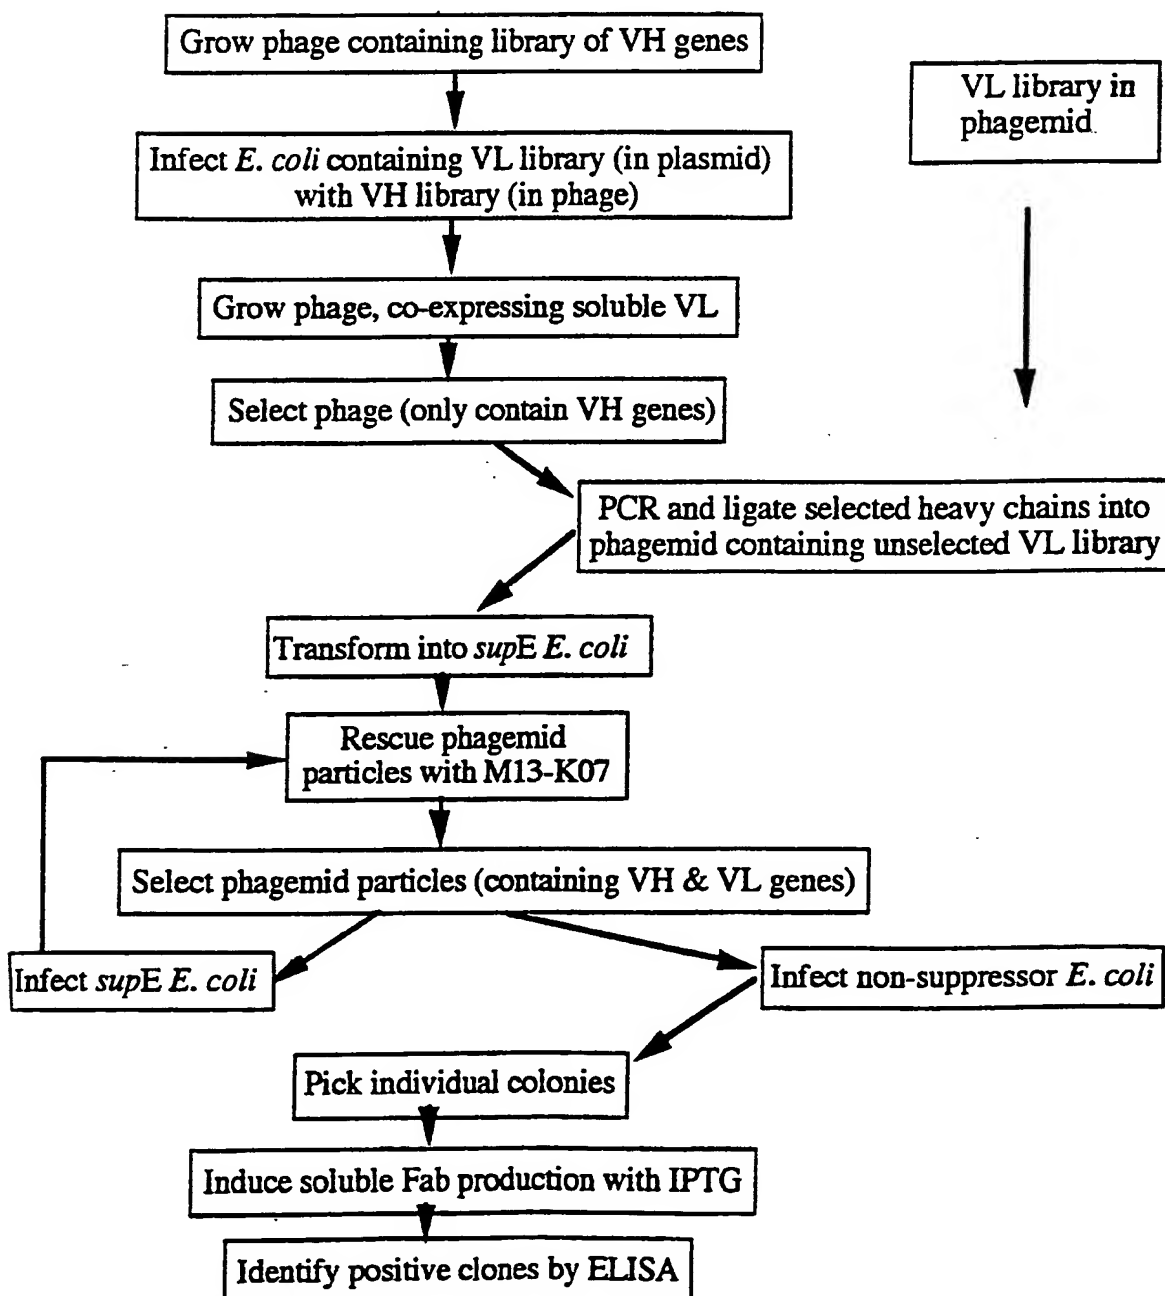 Grow phage containing library of VH genes
VL library in
phagemid
Infect E. coli containing VL library (in plasmid)
with VH library (in phage)
Grow phage, co-expressing soluble VL
Select phage (only contain VH genes)
PCR and ligate selected heavy chains into
phagemid containing unselected VL library
Transform into supE E. coli
Rescue phagemid
particles with M13-K07
Select phagemid particles (containing VH & VL genes)
Infect supE E. coli
Infect non-suppressor E. coli
Pick individual colonies
Induce soluble Fab production with IPTG
Identify positive clones by ELISA